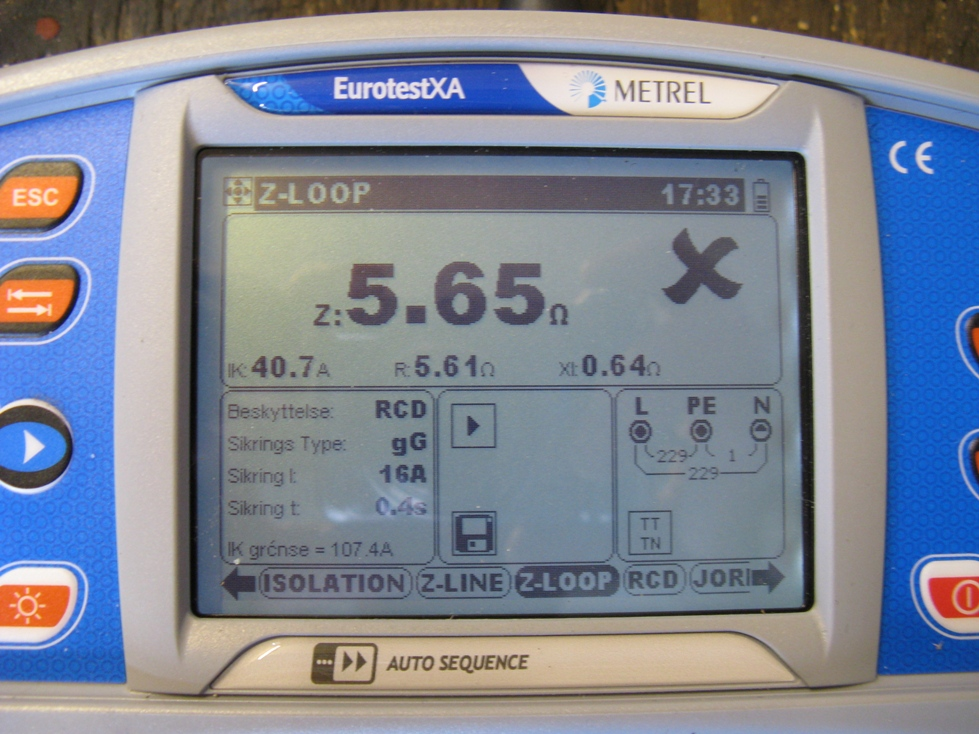 EurotestXA METREL
CE
ESC
Z-LOOP 17:33
Z: 5.65Ω
IK: 40.7A R: 5.61Ω Xl: 0.64Ω
Beskyttelse: RCD
Sikrings Type: gG
Sikring I: 16A
Sikring t: 0.4s
IK grćnse = 107.4A
L PE N
229 1
229
TT
TN
ISOLATION Z-LINE Z-LOOP RCD JOR
AUTO SEQUENCE